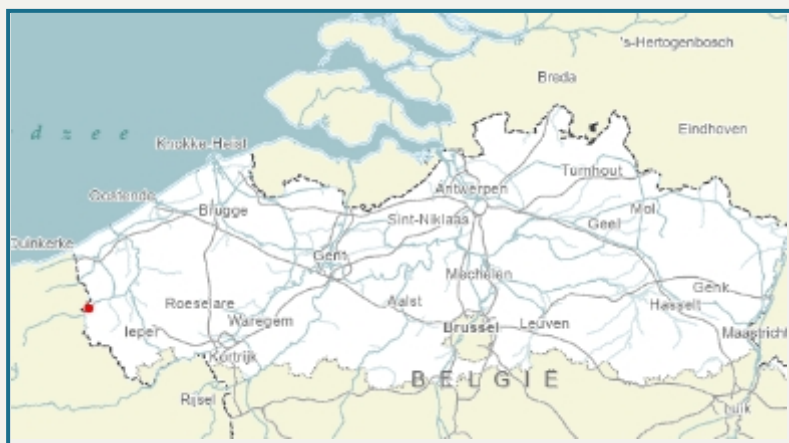 's-Hertogenbosch
Breda
dzee
Eindhoven
Knokke-Heist
Turnhout
Antwerpen
Oostende
Mol
Brugge
Sint-Niklaas
Geel
Duinkerke
Gent
Mechelen
Genk
Roeselare
Aalst
Hasselt
Waregem
Ieper
Brussel
Leuven
Maastricht
Kortrijk
BELGIË
Rijsel
Luik